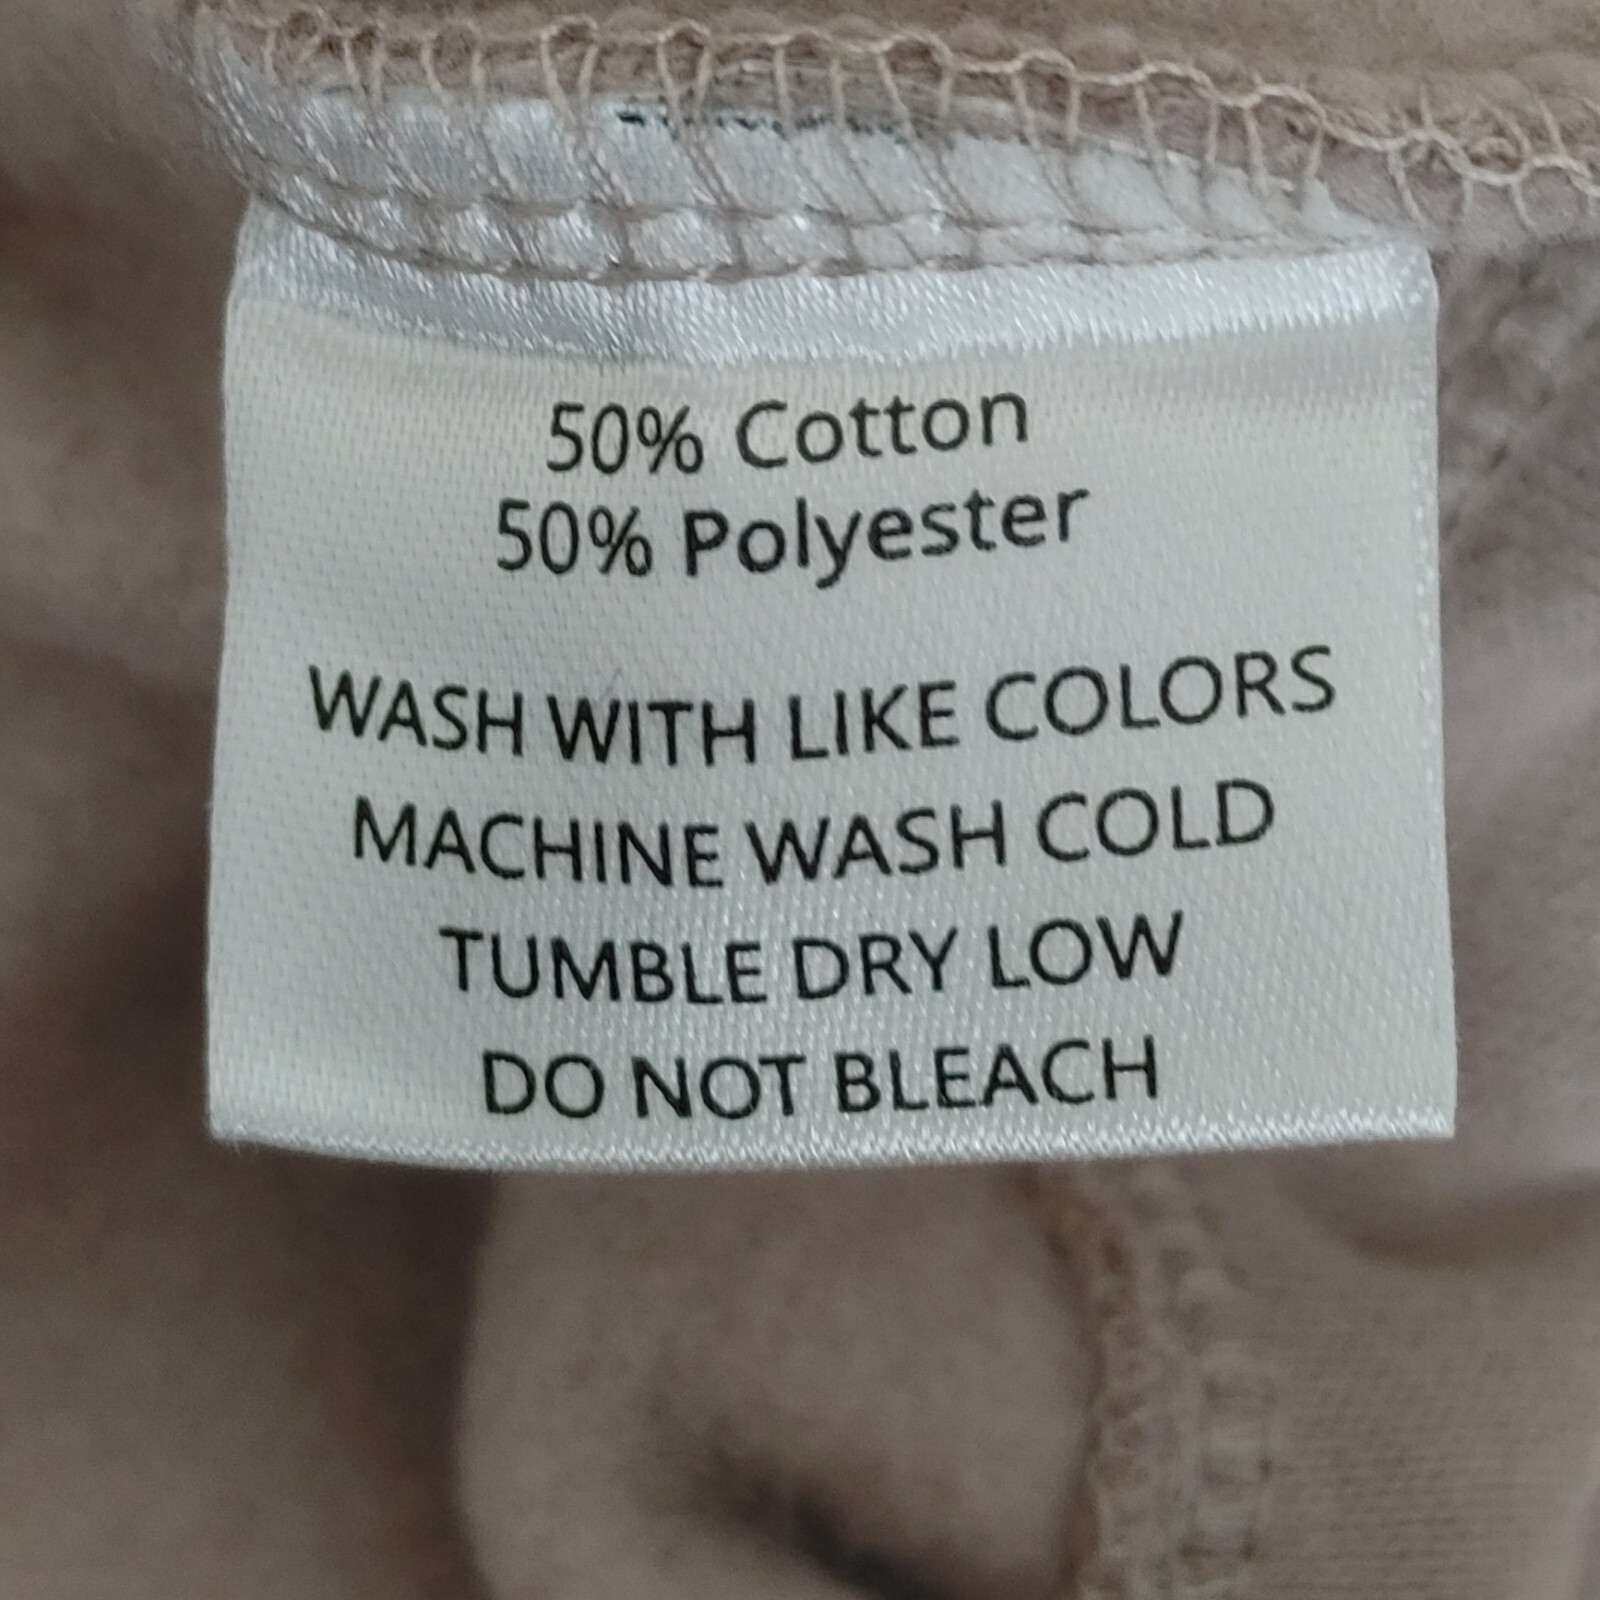 50% Cotton
50% Polyester
WASH WITH LIKE COLORS
MACHINE WASH COLD
TUMBLE DRY LOW
DO NOT BLEACH